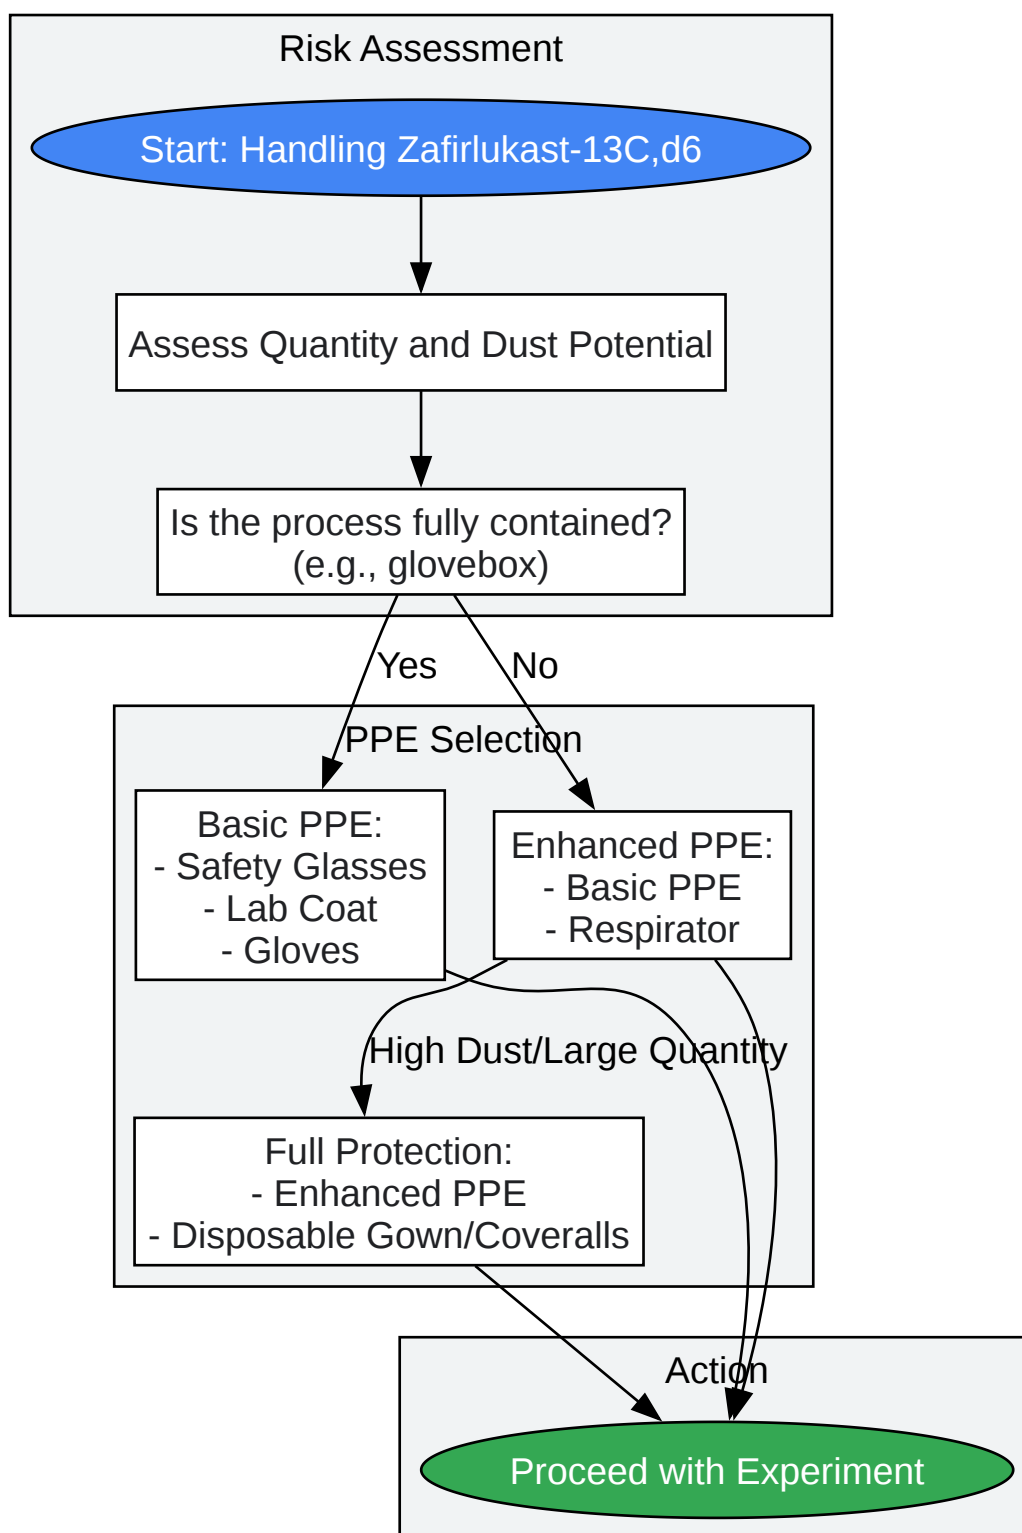 Risk Assessment
Start: Handling Zafirlukast-13C,d6
Assess Quantity and Dust Potential
Is the process fully contained?
(e.g., glovebox)
Yes
No
PPE Selection
Basic PPE:
- Safety Glasses
- Lab Coat
- Gloves
Enhanced PPE:
- Basic PPE
- Respirator
High Dust/Large Quantity
Full Protection:
- Enhanced PPE
- Disposable Gown/Coveralls
Action
Proceed with Experiment